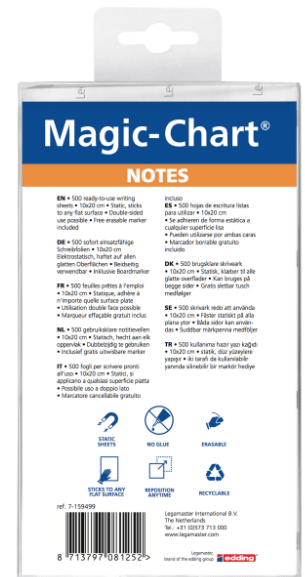 Magic-Chart®
NOTES
EN • 500 ready-to-use writing
sheets • 10x20 cm • Static, sticks
to any flat surface • Double-sided
use possible • Free erasable marker
included
DE • 500 sofort einsatzfähige
Schreibfolien • 10x20 cm
Elektrostatisch, haftet auf allen
glatten Oberflächen • Beidseitig
verwendbar • Inklusive Boardmarker
FR • 500 feuilles prêtes à l'emploi
• 10x20 cm • Statique, adhère à
n'importe quelle surface plate
• Utilisation double face possible
• Marqueur effaçable gratuit inclus
NL • 500 gebruiksklare notitievellen
• 10x20 cm • Statisch, hecht aan elk
oppervlak • Dubbelzijdig te gebruiken
• Inclusief gratis uitwisbare marker
IT • 500 fogli per scrivere pronti
all'uso • 10x20 cm • Statici, si
applicano a qualsiasi superficie piatta
• Possibile uso a doppio lato
• Marcatore cancellabile gratuito
incluso
ES • 500 hojas de escritura listas
para utilizar • 10x20 cm
• Se adhieren de forma estática a
cualquier superficie lisa
• Pueden utilizarse por ambas caras
• Marcador borrable gratuito
incluido
DK • 500 brugsklare skriveark
• 10x20 cm • Statisk, klæber til alle
glatte overflader • Kan bruges på
begge sider • Gratis sletbar tusch
medfølger
SE • 500 skrivark redo att använda
• 10x20 cm • Fäster statiskt på alla
plana ytor • Båda sidor kan använ-
das • Suddbar märkpenna medföljer
TR • 500 kullanıma hazır yazı kağıdı
• 10x20 cm • statik, düz yüzeylere
yapışır • iki tarafı da kullanılabilir
yanında silinebilir bir markör hediye
STATIC
SHEETS
NO GLUE
ERASABLE
STICKS TO ANY
FLAT SURFACE
REPOSITION
ANYTIME
RECYCLABLE
ref. 7-159499
8 713797 081252 >
Legamaster International B.V.
The Netherlands
Tel.: +31 (0)573 713 000
www.legamaster.com
Legamaster,
brand of the edding group
edding